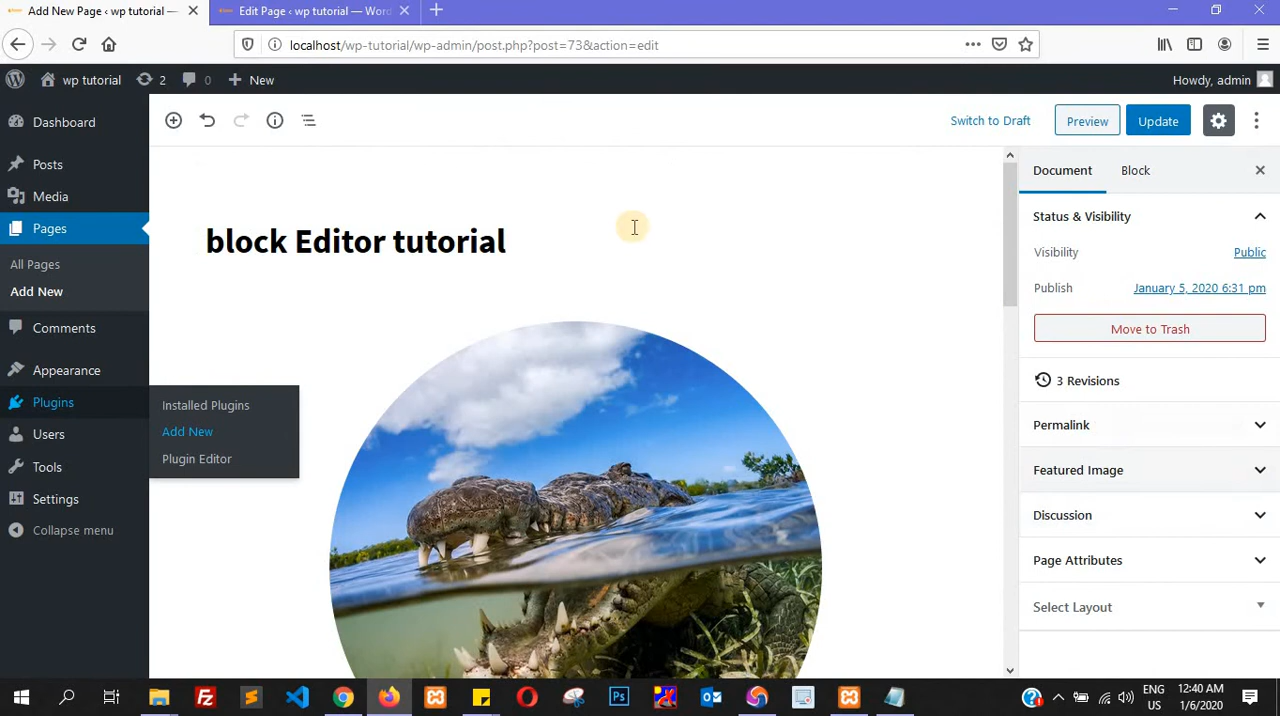 Add New Page ‹ wp tutorial —
Edit Page ‹ wp tutorial — Wor
localhost/wp-tutorial/wp-admin/post.php?post=73&action=edit
wp tutorial
2
0
New
Howdy, admin
Dashboard
Posts
Media
Pages
All Pages
Add New
Comments
Appearance
Plugins
Users
Tools
Settings
Collapse menu
Installed Plugins
Add New
Plugin Editor
Switch to Draft
Preview
Update
block Editor tutorial
Document
Block
Status & Visibility
Visibility
Public
Publish
January 5, 2020 6:31 pm
Move to Trash
3 Revisions
Permalink
Featured Image
Discussion
Page Attributes
Select Layout
ENG
US
12:40 AM
1/6/2020